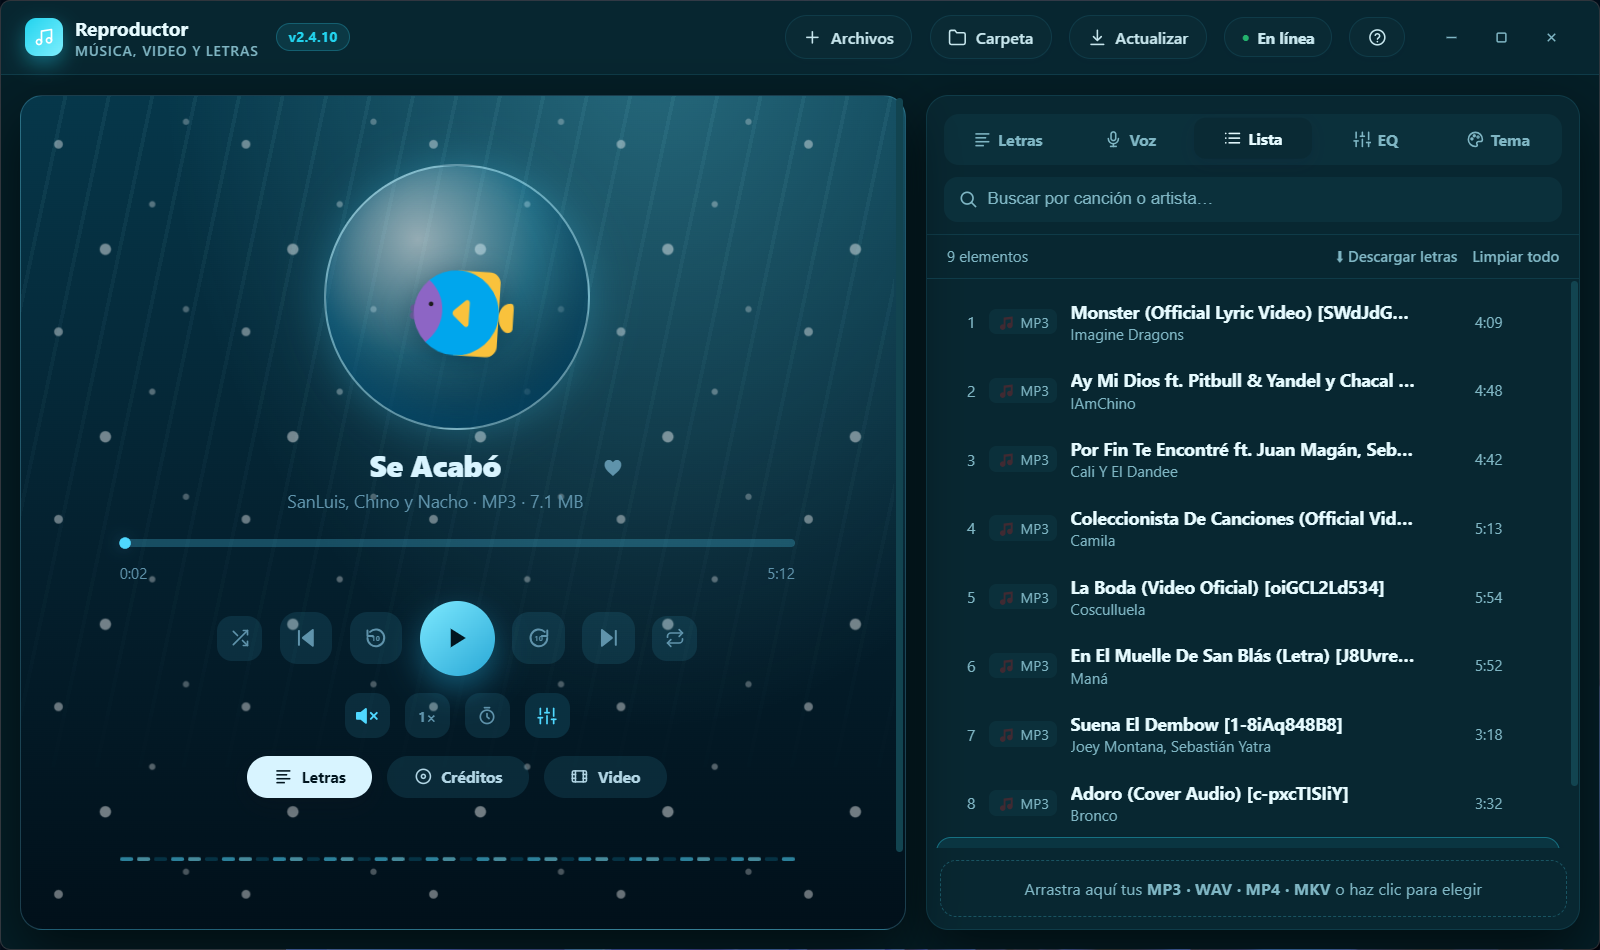 Reproductor
MÚSICA, VIDEO Y LETRAS
v2.4.10
Archivos
Carpeta
Actualizar
En línea
Se Acabó
SanLuis, Chino y Nacho · MP3 · 7.1 MB
0:02
5:12
10
10
1×
Letras
Créditos
Video
Letras
Voz
Lista
EQ
Tema
Buscar por canción o artista…
9 elementos
⬇ Descargar letras
Limpiar todo
1 MP3 Monster (Official Lyric Video) [SWdJdG… 4:09
Imagine Dragons
2 MP3 Ay Mi Dios ft. Pitbull & Yandel y Chacal … 4:48
IAmChino
3 MP3 Por Fin Te Encontré ft. Juan Magán, Seb… 4:42
Cali Y El Dandee
4 MP3 Coleccionista De Canciones (Official Vid… 5:13
Camila
5 MP3 La Boda (Video Oficial) [oiGCL2Ld534] 5:54
Cosculluela
6 MP3 En El Muelle De San Blás (Letra) [J8Uvre… 5:52
Maná
7 MP3 Suena El Dembow [1-8iAq848B8] 3:18
Joey Montana, Sebastián Yatra
8 MP3 Adoro (Cover Audio) [c-pxcTISliY] 3:32
Bronco
Arrastra aquí tus MP3 · WAV · MP4 · MKV o haz clic para elegir